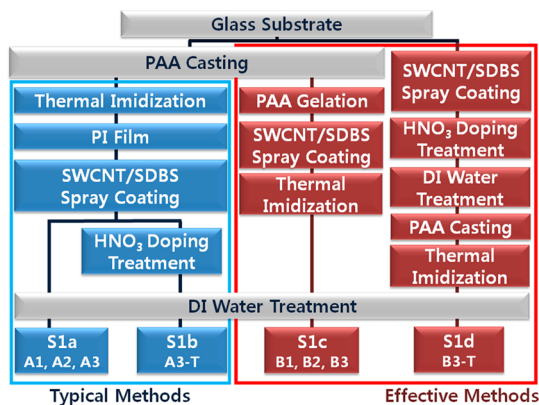 Glass Substrate
PAA Casting
Thermal Imidization
PI Film
SWCNT/SDBS
Spray Coating
HNO₃ Doping
Treatment
PAA Gelation
SWCNT/SDBS
Spray Coating
Thermal
Imidization
SWCNT/SDBS
Spray Coating
HNO₃ Doping
Treatment
DI Water
Treatment
PAA Casting
Thermal
Imidization
DI Water Treatment
S1a
A1, A2, A3
S1b
A3-T
S1c
B1, B2, B3
S1d
B3-T
Typical Methods
Effective Methods